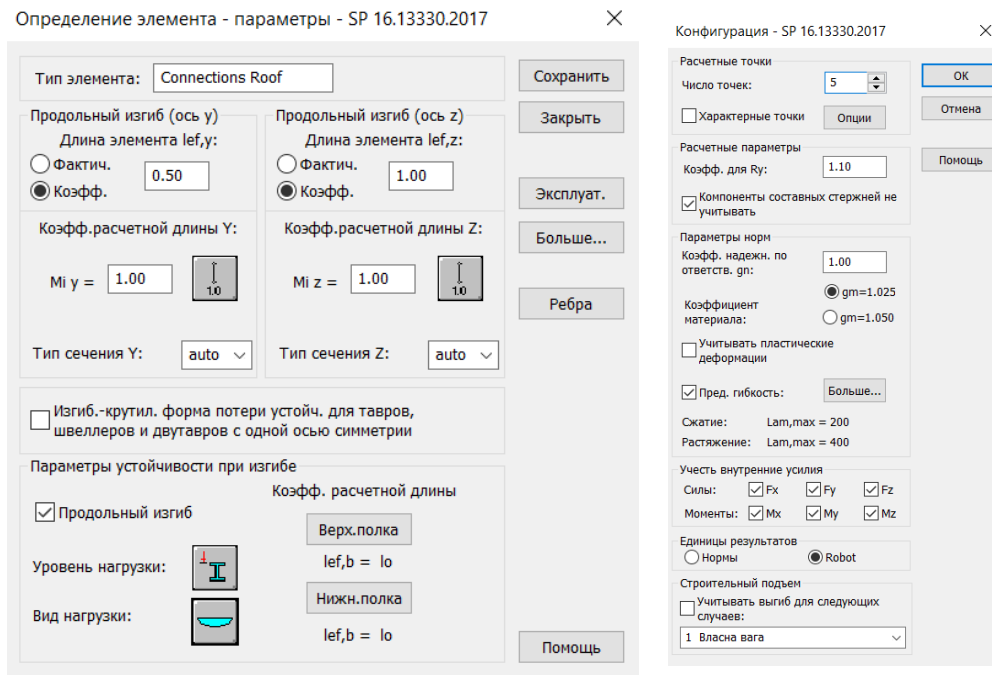 Определение элемента - параметры - SP 16.13330.2017
Тип элемента: Connections Roof
Сохранить
Закрыть
Продольный изгиб (ось y)
Длина элемента lef,y:
Фактич.
Коэфф.
0.50
Продольный изгиб (ось z)
Длина элемента lef,z:
Фактич.
Коэфф.
1.00
Эксплуат.
Больше...
Ребра
Коэфф.расчетной длины Y:
Mi y = 1.00
1.0
Тип сечения Y: auto
Коэфф.расчетной длины Z:
Mi z = 1.00
1.0
Тип сечения Z: auto
Изгиб.-крутил. форма потери устойч. для тавров,
швеллеров и двутавров с одной осью симметрии
Параметры устойчивости при изгибе
Продольный изгиб
Уровень нагрузки:
Вид нагрузки:
Коэфф. расчетной длины
Верх.полка
lef,b = lo
Нижн.полка
lef,b = lo
Помощь
Конфигурация - SP 16.13330.2017
Расчетные точки
Число точек: 5
Характерные точки Опции
OK
Отмена
Помощь
Расчетные параметры
Коэфф. для Ry: 1.10
Компоненты составных стержней не
учитывать
Параметры норм
Коэфф. надежн. по
ответств. gn: 1.00
Коэффициент
материала:
gm=1.025
gm=1.050
Учитывать пластические
деформации
Пред. гибкость: Больше...
Сжатие: Lam,max = 200
Растяжение: Lam,max = 400
Учесть внутренние усилия
Силы: Fx Fy Fz
Моменты: Mx My Mz
Единицы результатов
Нормы Robot
Строительный подъем
Учитывать выгиб для следующих
случаев:
1 Власна вага